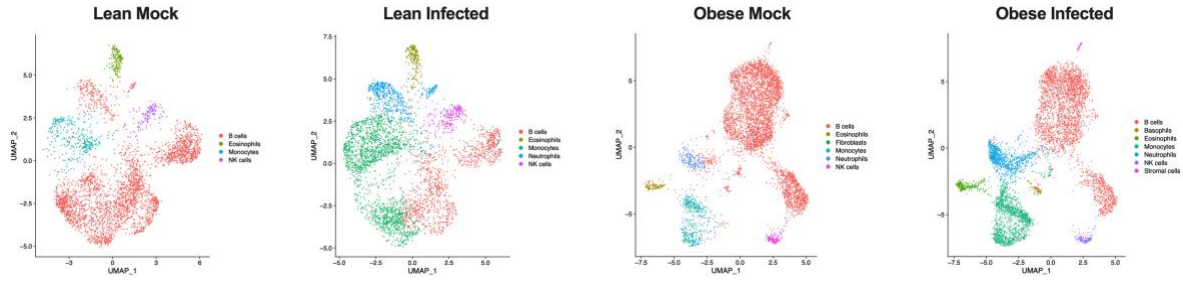 Lean Mock
UMAP_2
5.0
2.5
0.0
-2.5
-5.0
-3
0
3
6
UMAP_1
B cells
Eosinophils
Monocytes
NK cells
Lean Infected
UMAP_2
7.5
5.0
2.5
0.0
-2.5
-5.0
-5.0
-2.5
0.0
2.5
5.0
UMAP_1
B cells
Eosinophils
Monocytes
Neutrophils
NK cells
Obese Mock
UMAP_2
5
0
-5
-5.0
-2.5
0.0
2.5
5.0
UMAP_1
B cells
Eosinophils
Fibroblasts
Monocytes
Neutrophils
NK cells
Obese Infected
UMAP_2
5
0
-5
-7.5
-5.0
-2.5
0.0
2.5
5.0
UMAP_1
B cells
Basophils
Eosinophils
Monocytes
Neutrophils
NK cells
Stromal cells